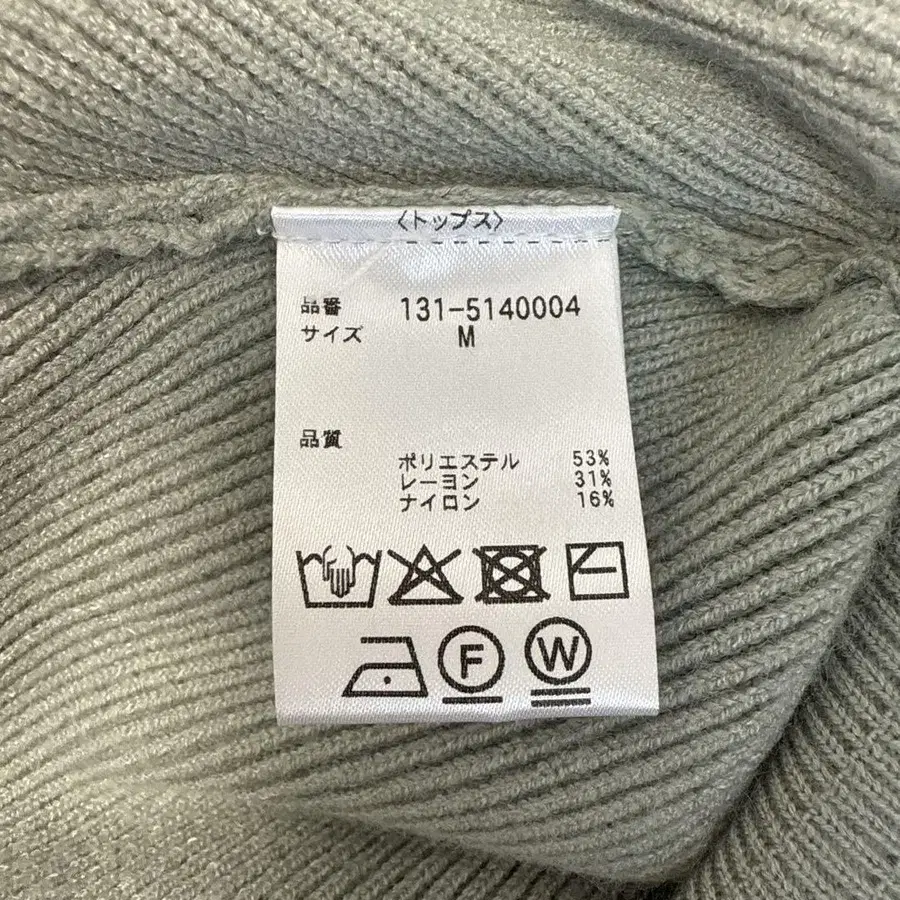 〈トップス〉
品番 131-5140004
サイズ M
品質
ポリエステル 53%
レーヨン 31%
ナイロン 16%
F W